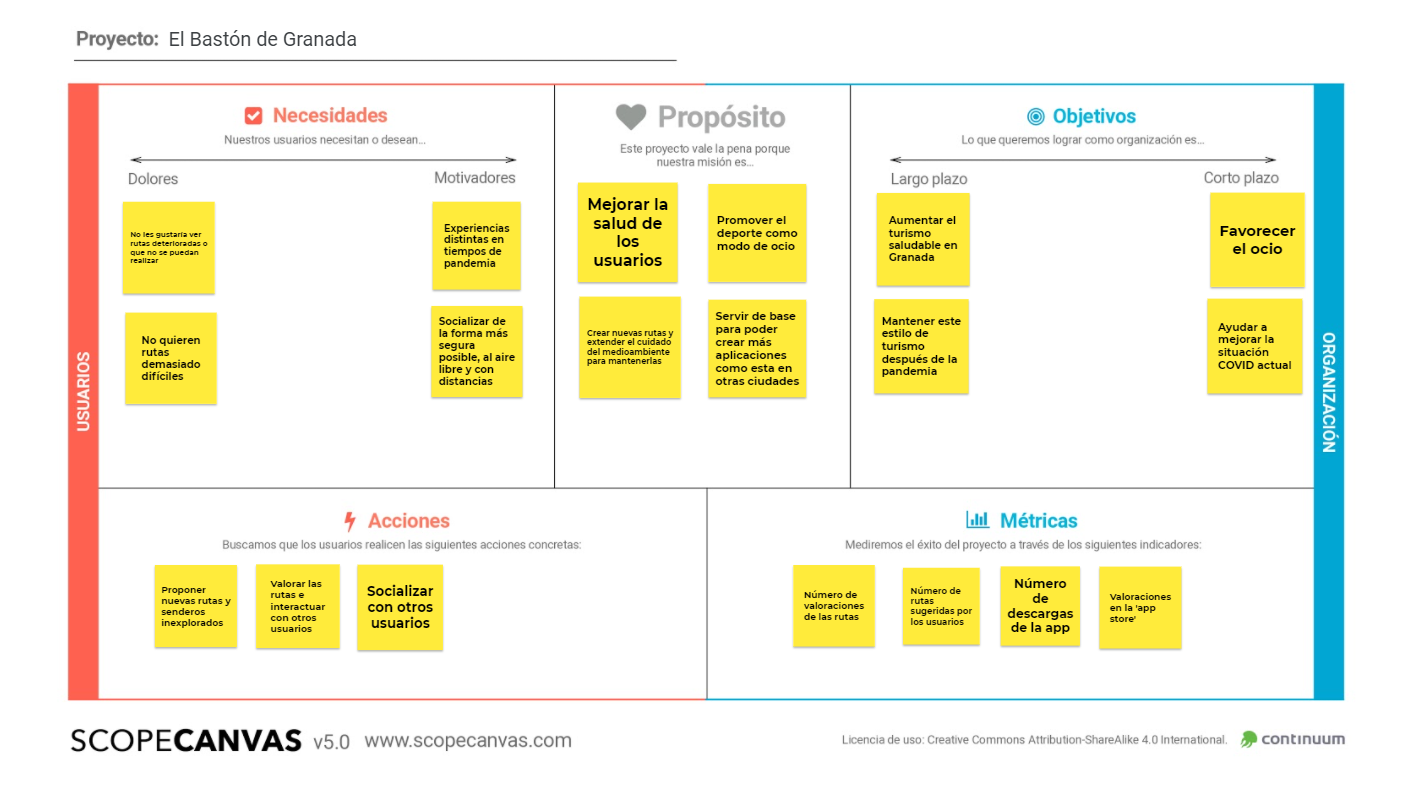 Proyecto: El Bastón de Granada
Necesidades
Nuestros usuarios necesitan o desean...
Dolores
Motivadores
No les gustaría ver
rutas deterioradas o
que no se puedan
realizar
Experiencias
distintas en
tiempos de
pandemia
No quieren
rutas
demasiado
difíciles
Socializar de
la forma más
segura
posible, al aire
libre y con
distancias
Propósito
Este proyecto vale la pena porque
nuestra misión es...
Mejorar la
salud de
los
usuarios
Promover el
deporte como
modo de ocio
Crear nuevas rutas y
extender el cuidado
del medioambiente
para mantenerlas
Servir de base
para poder
crear más
aplicaciones
como esta en
otras ciudades
Objetivos
Lo que queremos lograr como organización es...
Largo plazo
Corto plazo
Aumentar el
turismo
saludable en
Granada
Favorecer
el ocio
Mantener este
estilo de
turismo
después de la
pandemia
Ayudar a
mejorar la
situación
COVID actual
USUARIOS
ORGANIZACIÓN
Acciones
Buscamos que los usuarios realicen las siguientes acciones concretas:
Proponer
nuevas rutas y
senderos
inexplorados
Valorar las
rutas e
interactuar
con otros
usuarios
Socializar
con otros
usuarios
Métricas
Mediremos el éxito del proyecto a través de los siguientes indicadores:
Número de
valoraciones
de las rutas
Número de
rutas
sugeridas por
los usuarios
Número
de
descargas
de la app
Valoraciones
en la 'app
store'
SCOPECANVAS v5.0 www.scopecanvas.com
Licencia de uso: Creative Commons Attribution-ShareAlike 4.0 International.
continuum